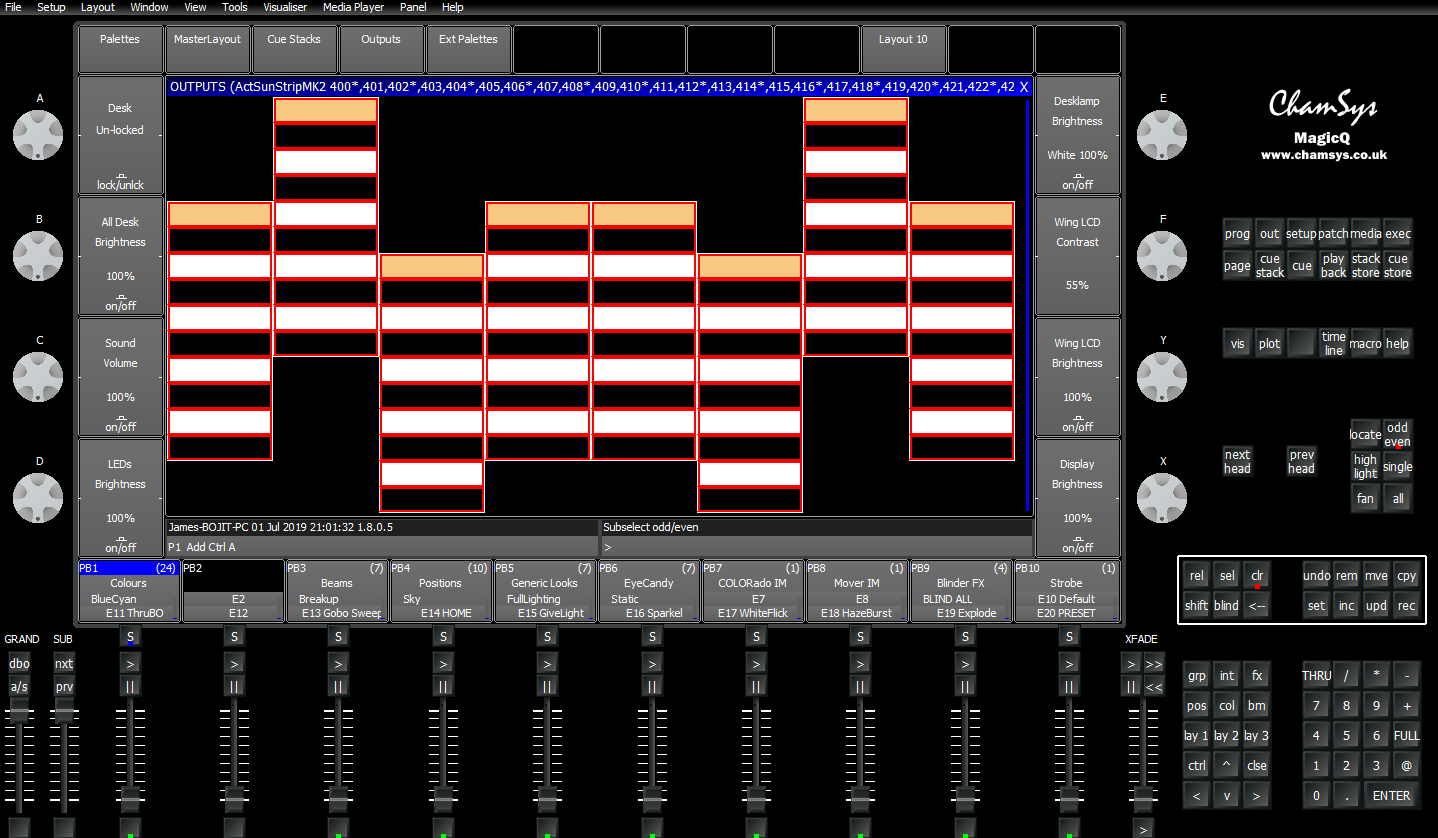 File Setup Layout Window View Tools Visualiser Media Player Panel Help
Palettes MasterLayout Cue Stacks Outputs Ext Palettes Layout 10
OUTPUTS (ActSunStripMK2 400*,401,402*,403,404*,405,406*,407,408*,409,410*,411,412*,413,414*,415,416*,417,418*,419,420*,421,422*,42 X
A
Desk
Un-locked
lock/unlck
B
All Desk
Brightness
100%
on/off
C
Sound
Volume
100%
on/off
D
LEDs
Brightness
100%
on/off
Desklamp
Brightness
White 100%
on/off
E
Wing LCD
Contrast
55%
F
Wing LCD
Brightness
100%
on/off
Y
Display
Brightness
100%
on/off
X
James-BOJIT-PC 01 Jul 2019 21:01:32 1.8.0.5 Subselect odd/even
P1 Add Ctrl A >
PB1 (24) PB2 PB3 (7) PB4 (10) PB5 (7) PB6 (7) PB7 (1) PB8 (1) PB9 (4) PB10 (1)
Colours Beams Positions Generic Looks EyeCandy COLORado IM Mover IM Blinder FX Strobe
BlueCyan E2 Breakup Sky FullLighting Static E7 E8 BLIND ALL E10 Default
E11 ThruBO E12 E13 Gobo Sweep E14 HOME E15 GiveLight E16 Sparkel E17 WhiteFlick E18 HazeBurst E19 Explode E20 PRESET
GRAND SUB S S S S S S S S S XFADE
dbo nxt > > > > > > > > > > >>
a/s prv || || || || || || || || || || || <<
>
ChamSys
MagicQ
www.chamsys.co.uk
prog out setup patch media exec
page cue stack cue play back stack store cue store
vis plot time line macro help
next head prev head
locate odd even
high light single
fan all
rel sel clr undo rem mve cpy
shift blind <-- set inc upd rec
grp int fx THRU / * -
pos col bm 7 8 9 +
lay 1 lay 2 lay 3 4 5 6 FULL
ctrl ^ clse 1 2 3 @
< v > 0 . ENTER